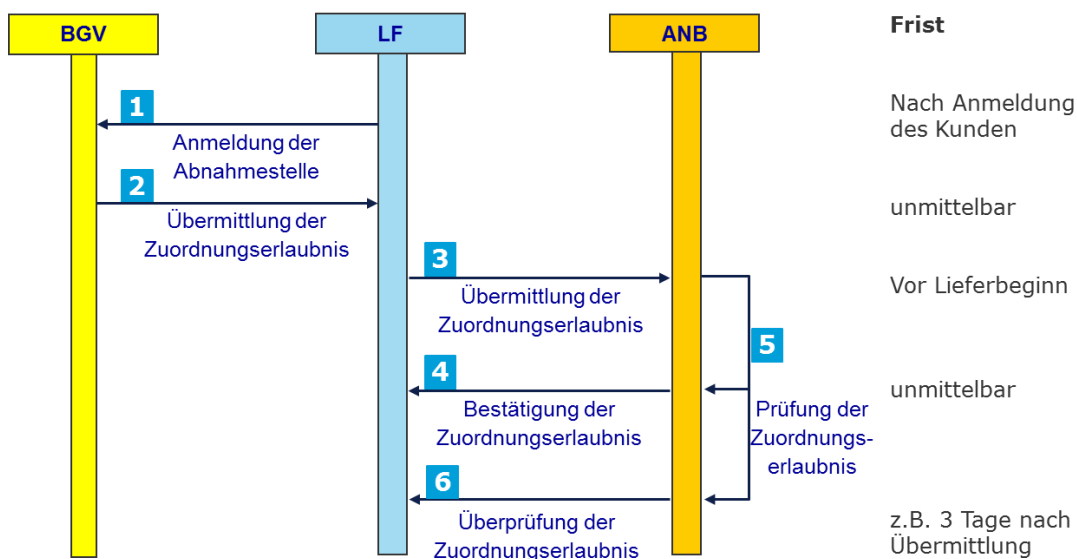 BGV
LF
ANB
Frist
1
Anmeldung der
Abnahmestelle
Nach Anmeldung
des Kunden
2
Übermittlung der
Zuordnungserlaubnis
unmittelbar
3
Übermittlung der
Zuordnungserlaubnis
Vor Lieferbeginn
5
Prüfung der
Zuordnungs-
erlaubnis
4
Bestätigung der
Zuordnungserlaubnis
unmittelbar
6
Überprüfung der
Zuordnungserlaubnis
z.B. 3 Tage nach
Übermittlung